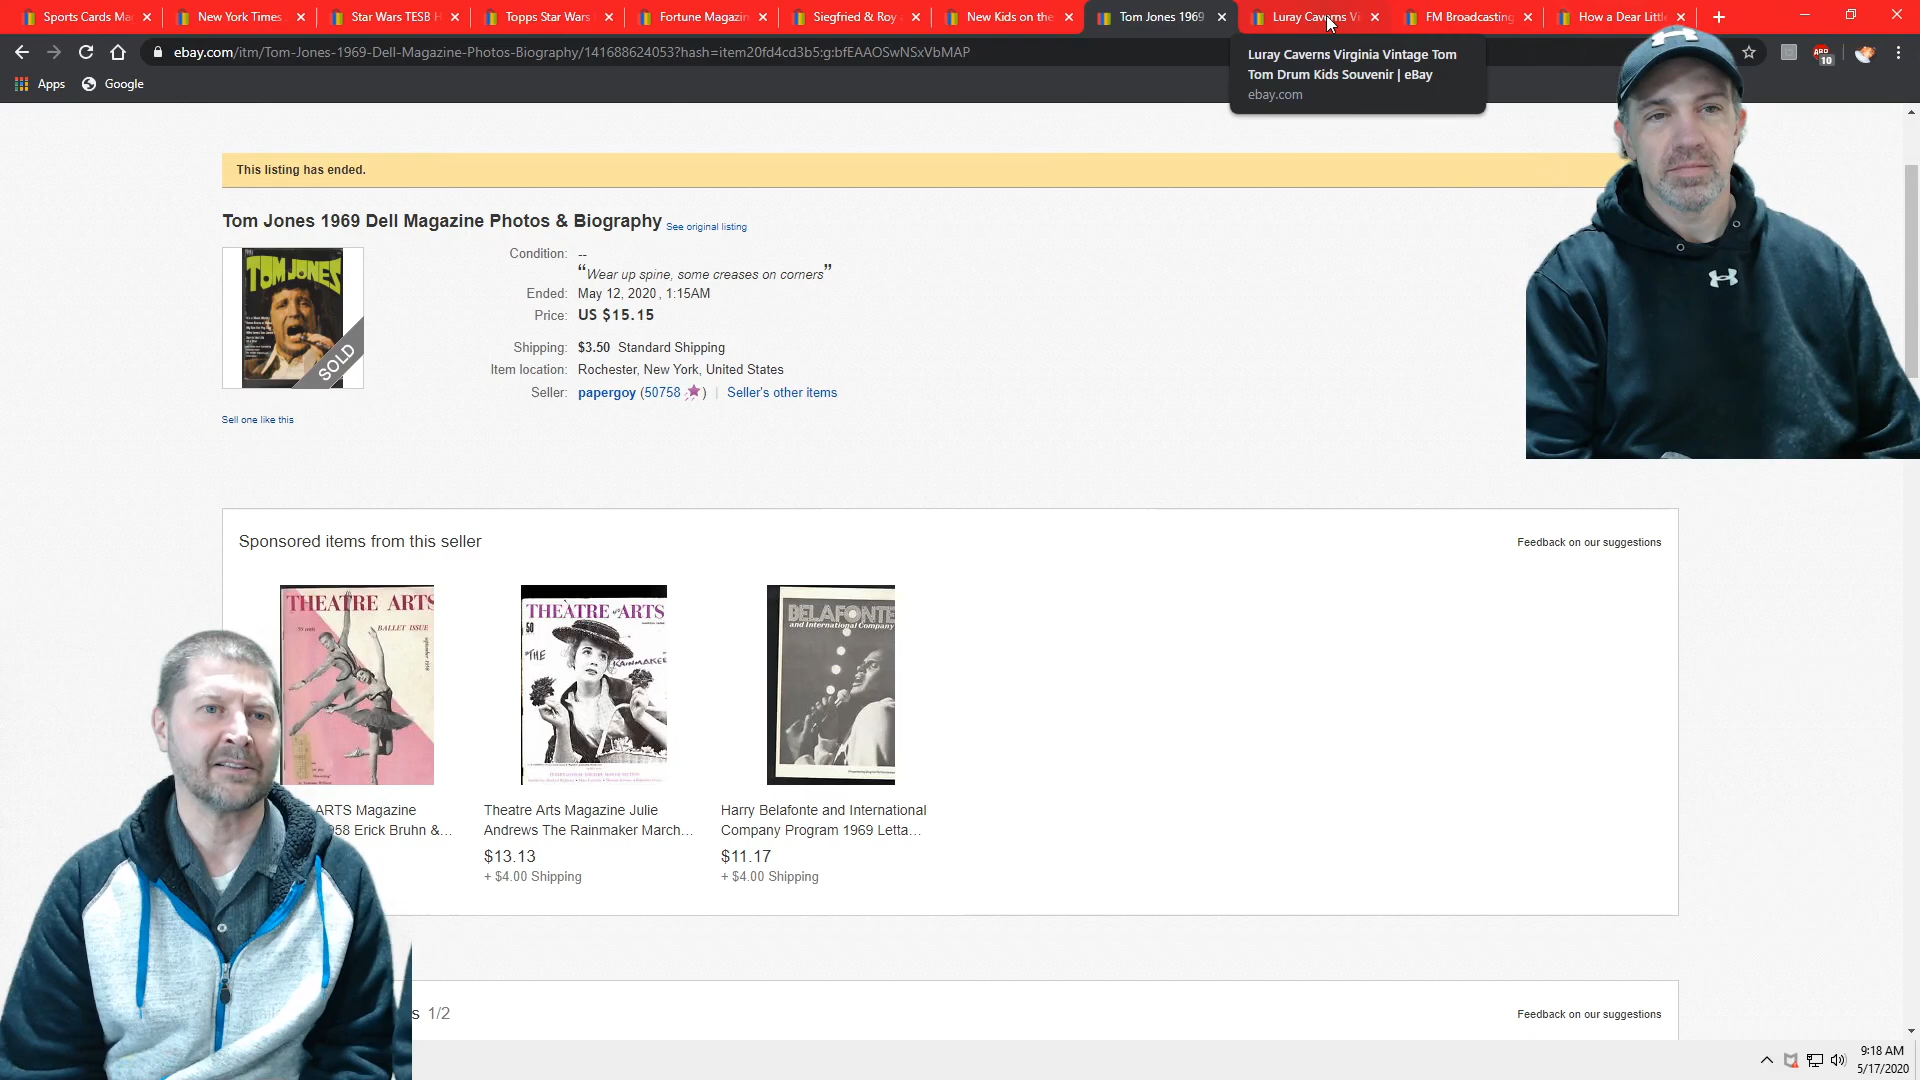 Sports Cards Ma
New York Times
Star Wars TESB H
Topps Star Wars
Fortune Magazin
Siegfried & Roy
New Kids on the
Tom Jones 1969
Luray Caverns Vi
FM Broadcasting
How a Dear Littl
ebay.com/itm/Tom-Jones-1969-Dell-Magazine-Photos-Biography/141688624053?hash=item20fd4cd3b5:g:bfEAAOSwNSxVbMAP
ABP
10
Apps
Google
Luray Caverns Virginia Vintage Tom
Tom Drum Kids Souvenir | eBay
ebay.com
This listing has ended.
Tom Jones 1969 Dell Magazine Photos & Biography See original listing
TOM JONES
SOLD
Condition: --
“Wear up spine, some creases on corners”
Ended: May 12, 2020 , 1:15AM
Price: US $15.15
Shipping: $3.50 Standard Shipping
Item location: Rochester, New York, United States
Seller: papergoy (50758 ) | Seller's other items
Sell one like this
Sponsored items from this seller
Feedback on our suggestions
THEATRE ARTS
BALLET ISSUE
THEATRE ARTS
50
"THE
RAINMAKER
BELAFONTE
and International Company
ARTS Magazine
958 Erick Bruhn &...
Theatre Arts Magazine Julie
Andrews The Rainmaker March...
$13.13
+ $4.00 Shipping
Harry Belafonte and International
Company Program 1969 Letta...
$11.17
+ $4.00 Shipping
s 1/2
Feedback on our suggestions
9:18 AM
5/17/2020